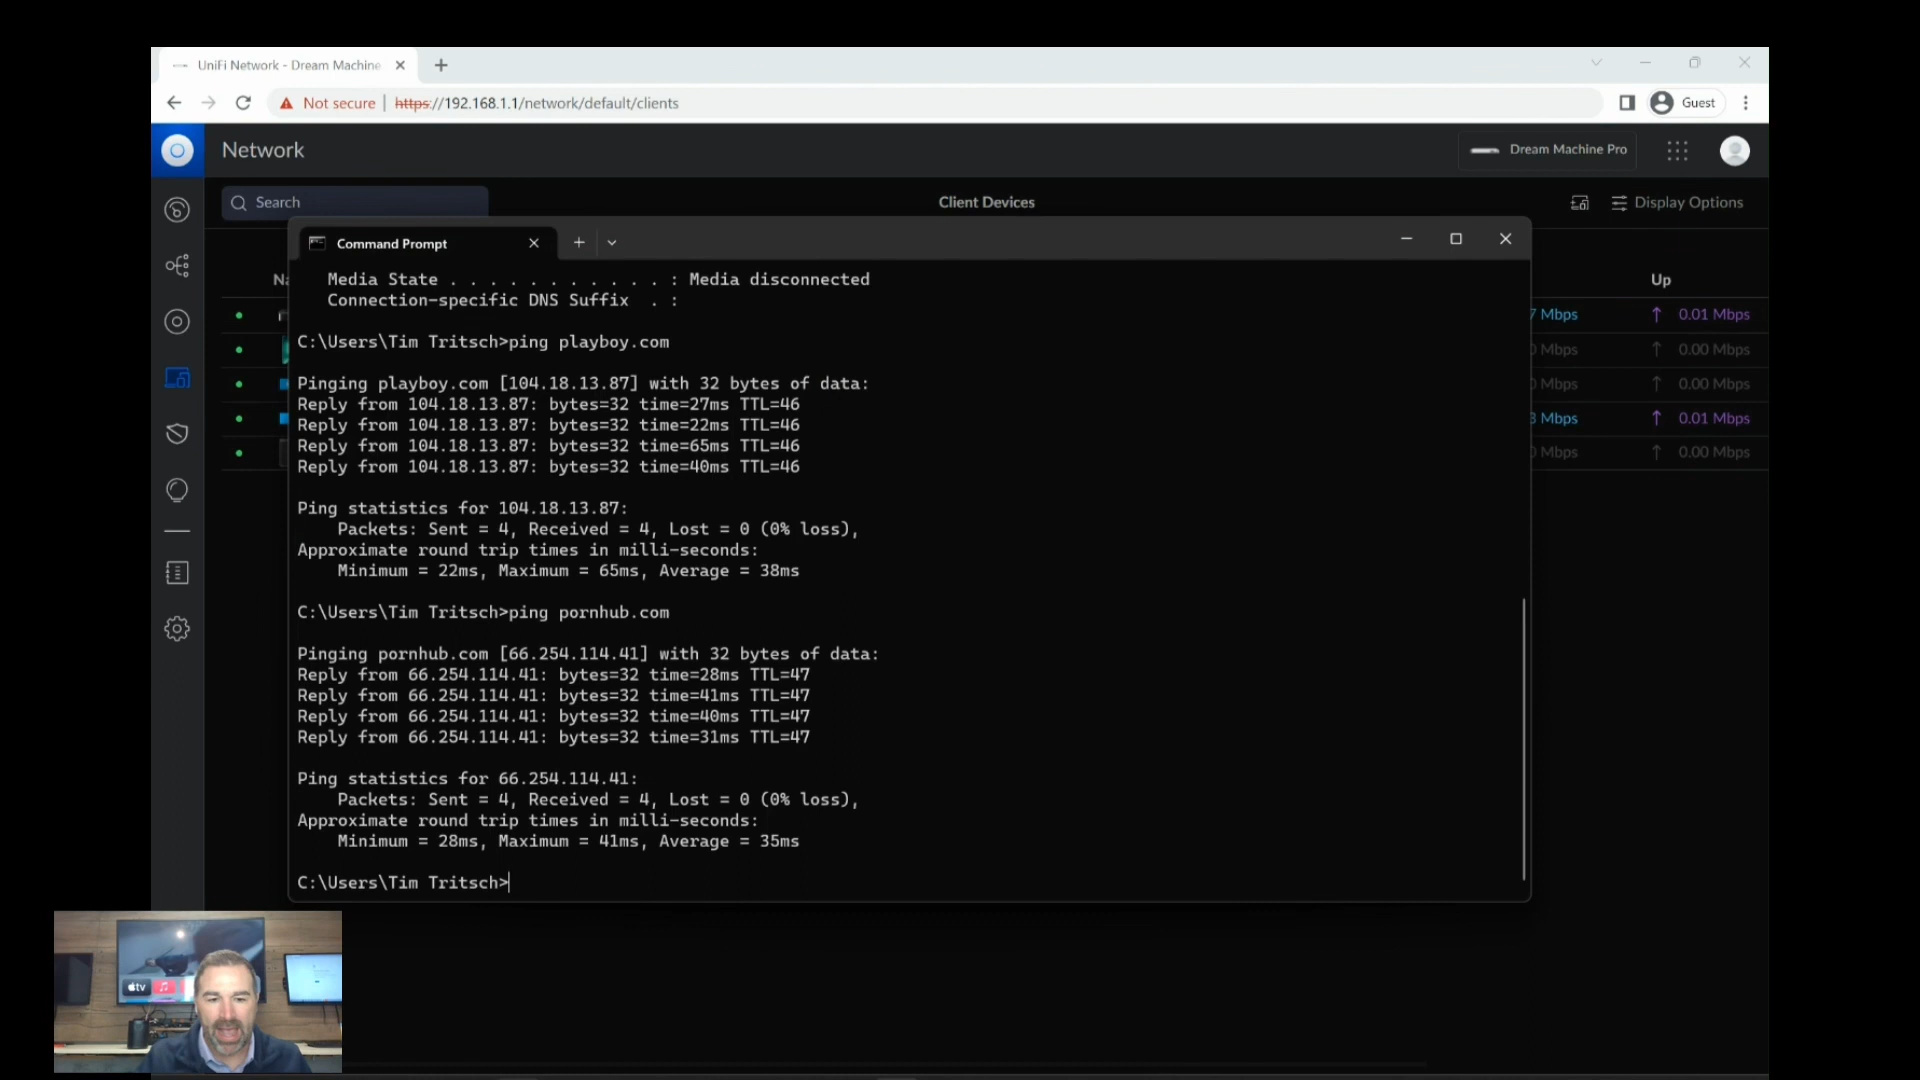 UniFi Network - Dream Machine
Not secure
https://192.168.1.1/network/default/clients
Guest
Network
Dream Machine Pro
Search
Client Devices
Display Options
Command Prompt
Up
Mbps
0.01 Mbps
Mbps
0.00 Mbps
Mbps
0.00 Mbps
Mbps
0.01 Mbps
Mbps
0.00 Mbps
Media State . . . . . . . . . . . : Media disconnected
Connection-specific DNS Suffix . :
C:\Users\Tim Tritsch>ping playboy.com
Pinging playboy.com [104.18.13.87] with 32 bytes of data:
Reply from 104.18.13.87: bytes=32 time=27ms TTL=46
Reply from 104.18.13.87: bytes=32 time=22ms TTL=46
Reply from 104.18.13.87: bytes=32 time=65ms TTL=46
Reply from 104.18.13.87: bytes=32 time=40ms TTL=46
Ping statistics for 104.18.13.87:
Packets: Sent = 4, Received = 4, Lost = 0 (0% loss),
Approximate round trip times in milli-seconds:
Minimum = 22ms, Maximum = 65ms, Average = 38ms
C:\Users\Tim Tritsch>ping pornhub.com
Pinging pornhub.com [66.254.114.41] with 32 bytes of data:
Reply from 66.254.114.41: bytes=32 time=28ms TTL=47
Reply from 66.254.114.41: bytes=32 time=41ms TTL=47
Reply from 66.254.114.41: bytes=32 time=40ms TTL=47
Reply from 66.254.114.41: bytes=32 time=31ms TTL=47
Ping statistics for 66.254.114.41:
Packets: Sent = 4, Received = 4, Lost = 0 (0% loss),
Approximate round trip times in milli-seconds:
Minimum = 28ms, Maximum = 41ms, Average = 35ms
C:\Users\Tim Tritsch>
tv